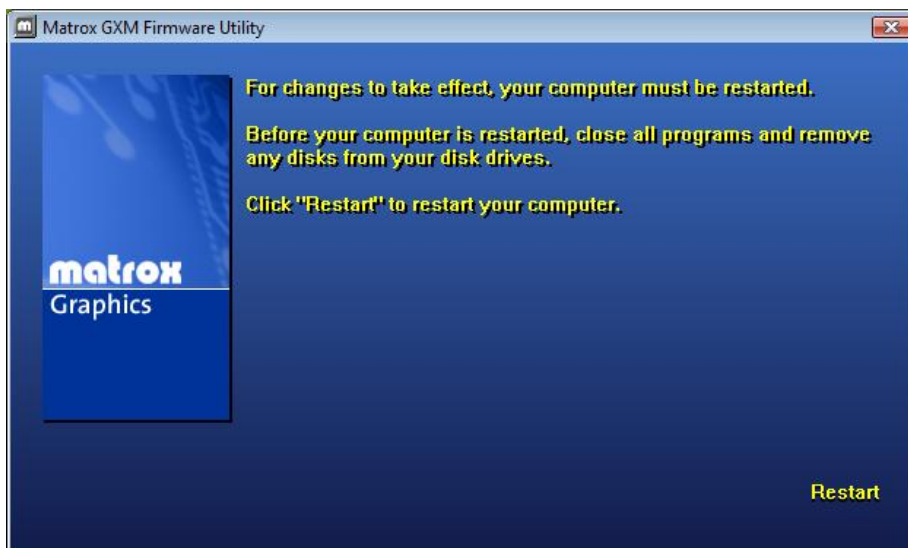 Matrox GXM Firmware Utility
For changes to take effect, your computer must be restarted.
Before your computer is restarted, close all programs and remove
any disks from your disk drives.
Click "Restart" to restart your computer.
matrox
Graphics
Restart